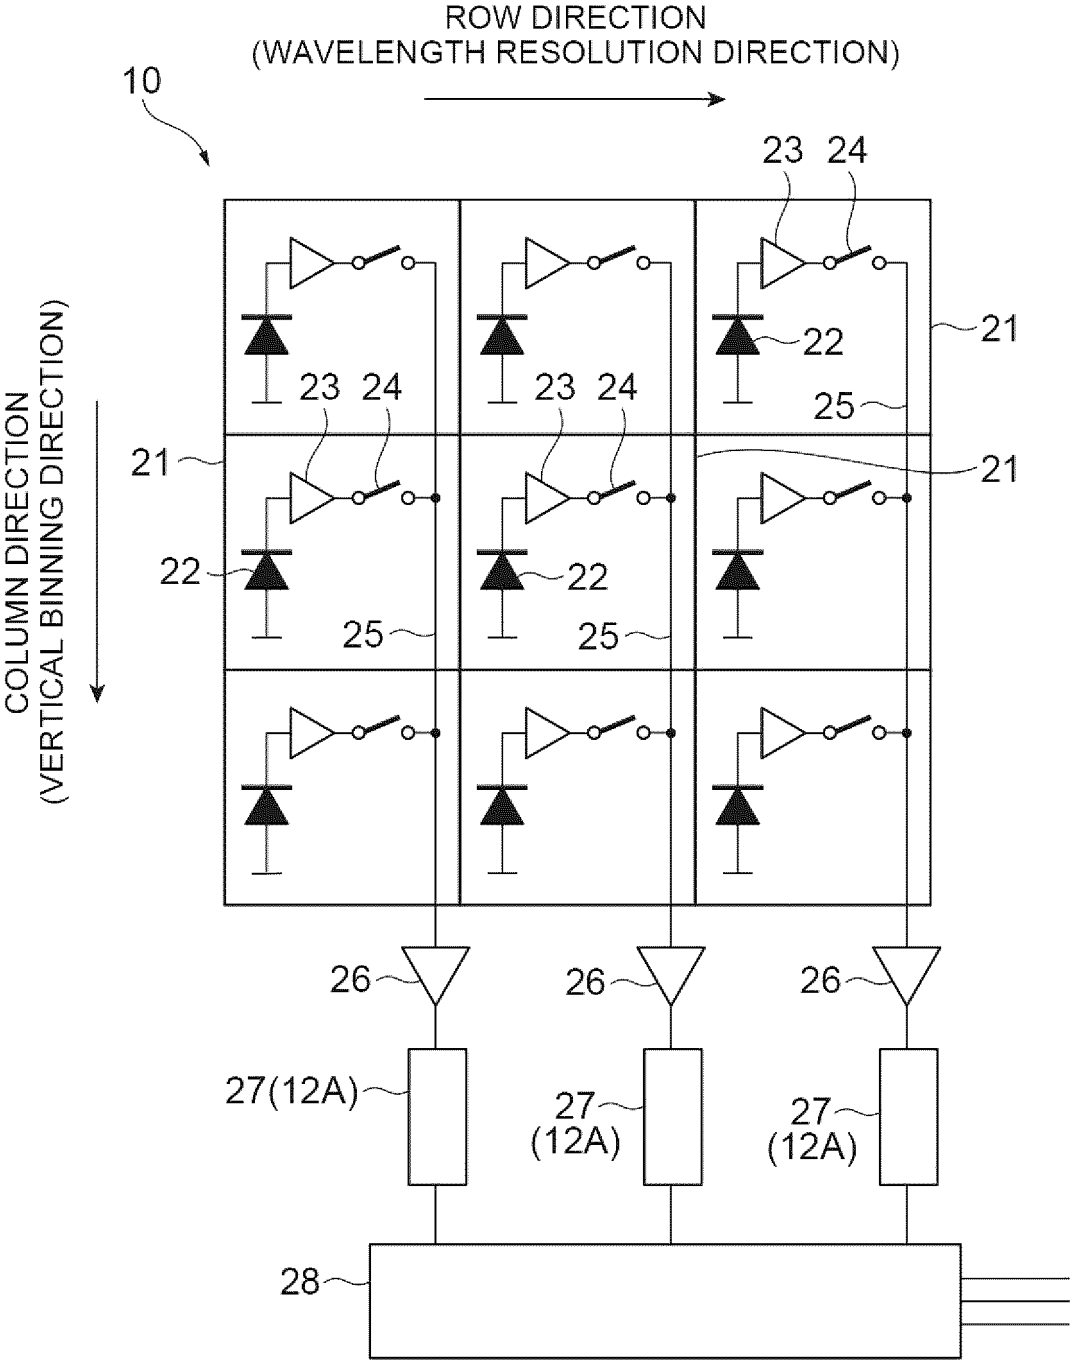 ROW DIRECTION
(WAVELENGTH RESOLUTION DIRECTION)
10
23 24
21
22
25
COLUMN DIRECTION
(VERTICAL BINNING DIRECTION)
23 24 23 24
21 21
22 22
25 25
26 26 26
27(12A)
27
(12A)
27
(12A)
28